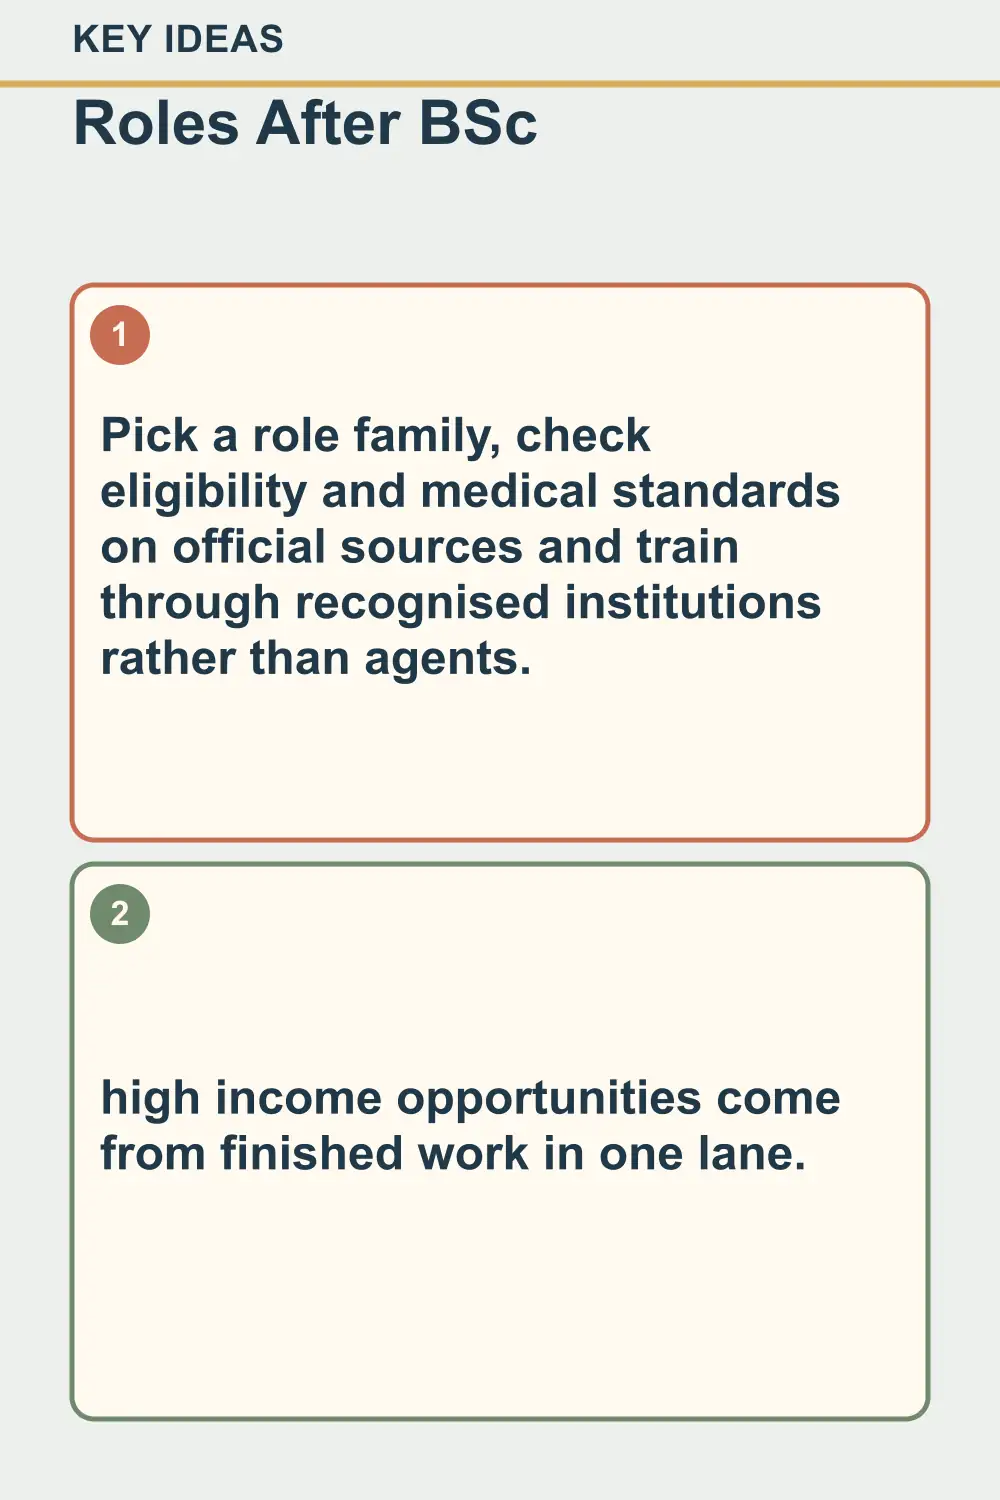 KEY IDEAS
Roles After BSc
1
Pick a role family, check
eligibility and medical standards
on official sources and train
through recognised institutions
rather than agents.
2
high income opportunities come
from finished work in one lane.